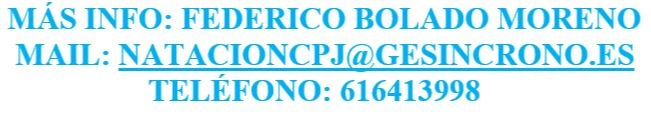 MÁS INFO: FEDERICO BOLADO MORENO
MAIL: NATACIONCPJ@GESINCRONO.ES
TELÉFONO: 616413998